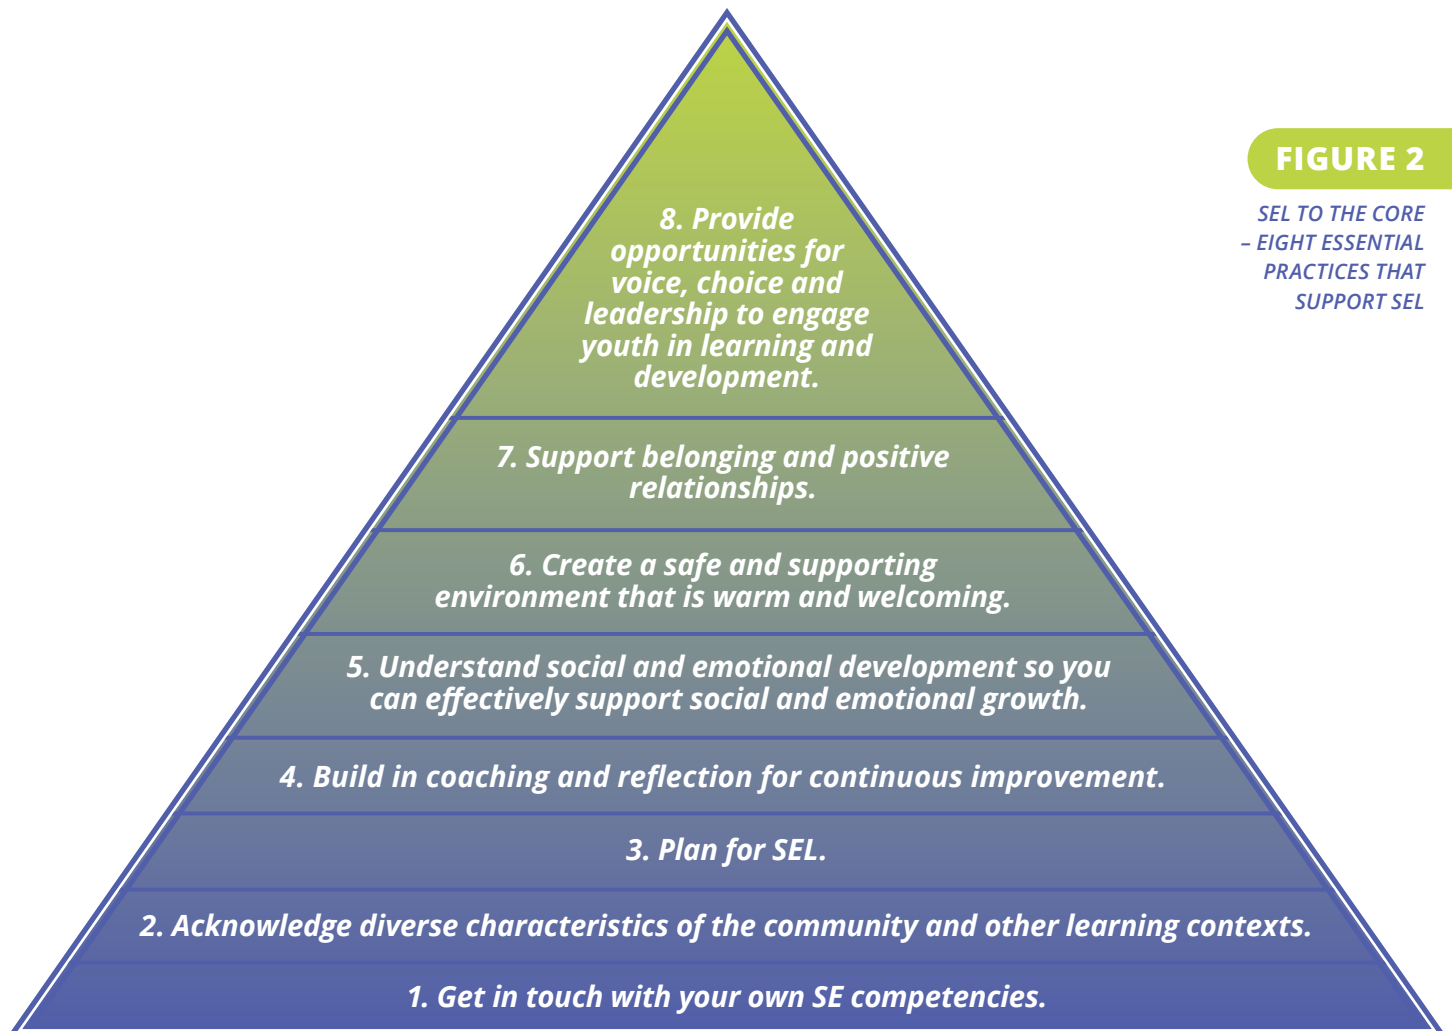 FIGURE 2
SEL TO THE CORE
– EIGHT ESSENTIAL
PRACTICES THAT
SUPPORT SEL
8. Provide
opportunities for
voice, choice and
leadership to engage
youth in learning and
development.
7. Support belonging and positive
relationships.
6. Create a safe and supporting
environment that is warm and welcoming.
5. Understand social and emotional development so you
can effectively support social and emotional growth.
4. Build in coaching and reflection for continuous improvement.
3. Plan for SEL.
2. Acknowledge diverse characteristics of the community and other learning contexts.
1. Get in touch with your own SE competencies.